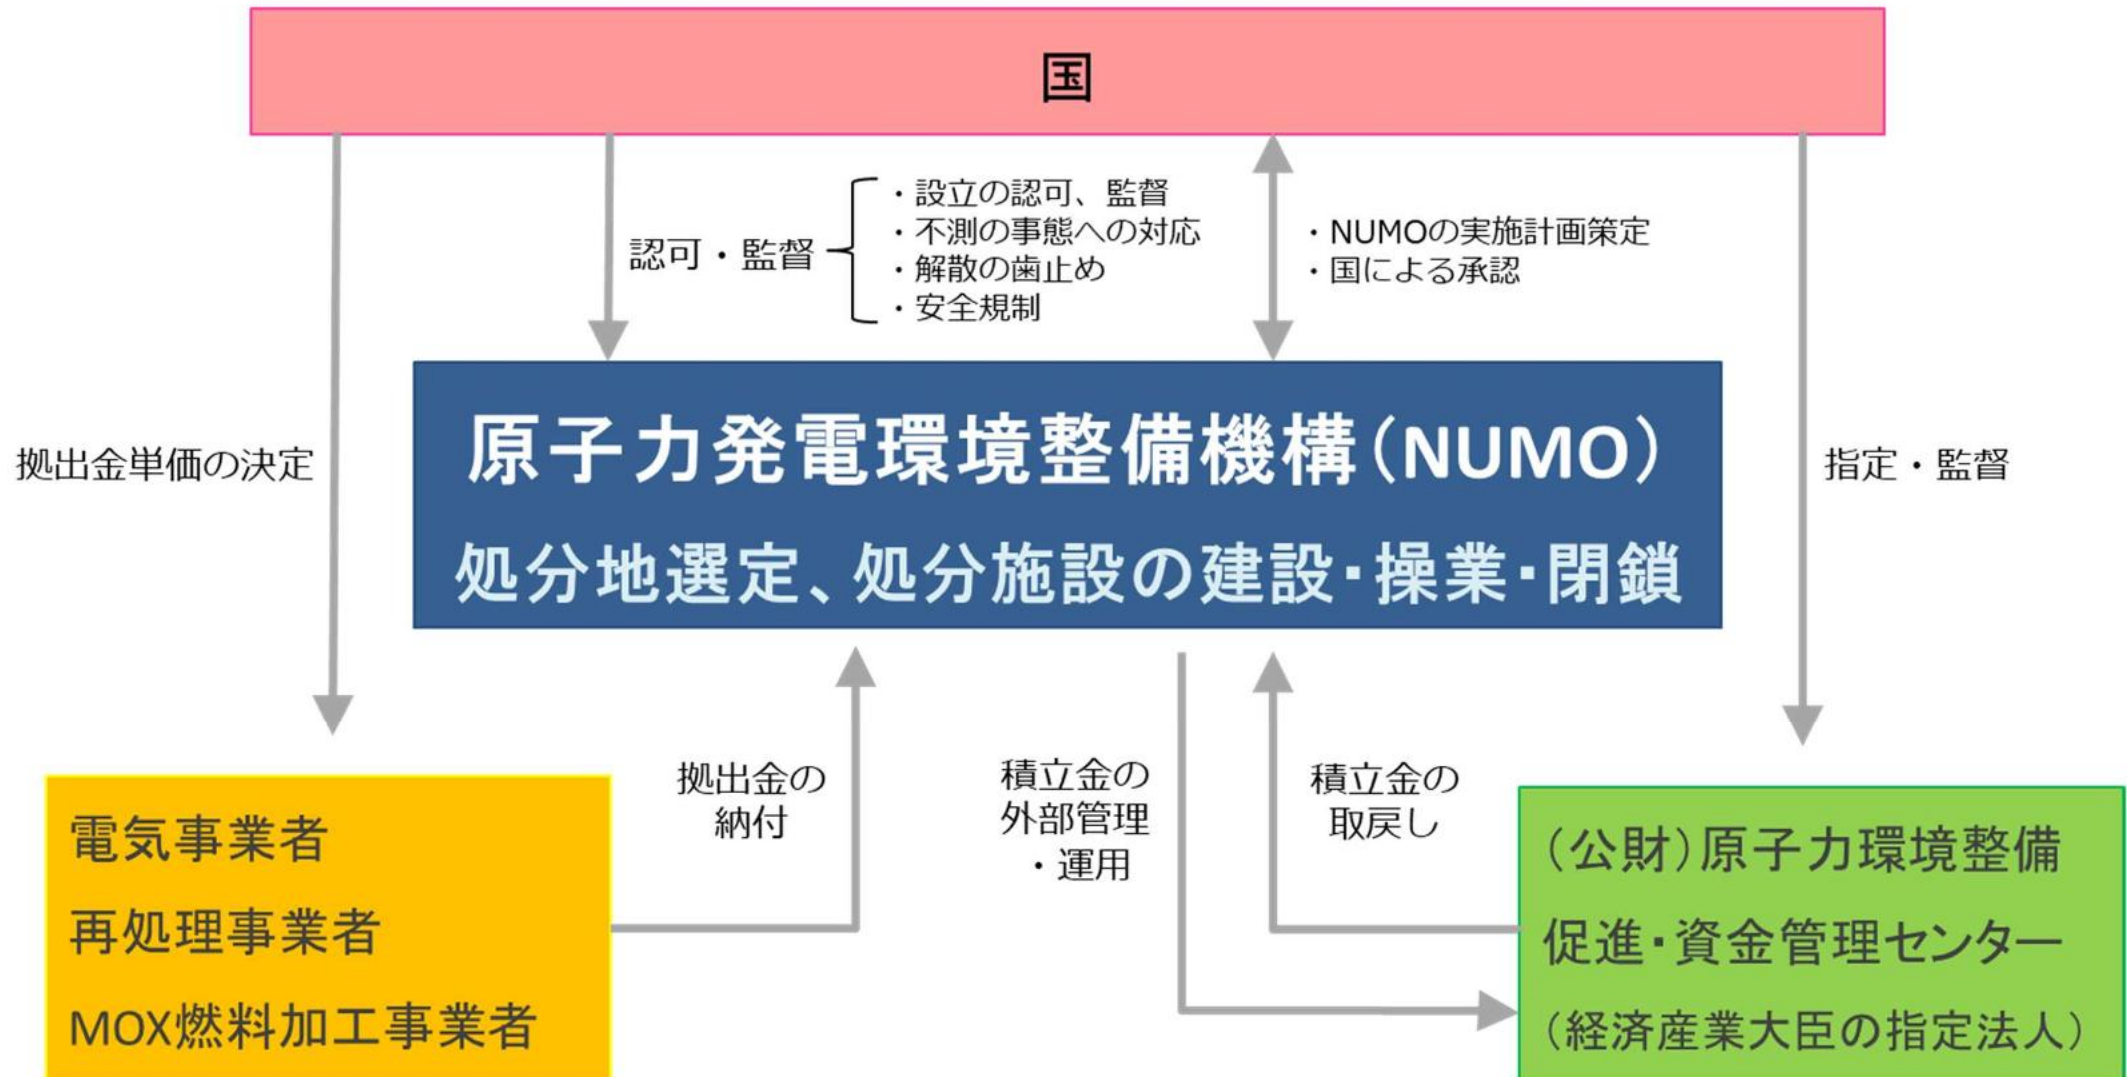 国
認可・監督
・設立の認可、監督
・不測の事態への対応
・解散の歯止め
・安全規制
・NUMOの実施計画策定
・国による承認
拠出金単価の決定
原子力発電環境整備機構(NUMO)
処分地選定、処分施設の建設・操業・閉鎖
指定・監督
拠出金の
納付
積立金の
外部管理
・運用
積立金の
取戻し
電気事業者
再処理事業者
MOX燃料加工事業者
(公財)原子力環境整備
促進・資金管理センター
(経済産業大臣の指定法人)